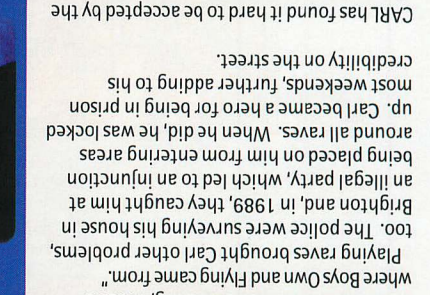 where Boys Own and Flying came from."
Playing raves brought Carl other problems,
too. The police were surveying his house in
Brighton and, in 1989, they caught him at
an illegal party, which led to an injunction
being placed on him from entering areas
around all raves. When he did, he was locked
up. Carl became a hero for being in prison
most weekends, further adding to his
credibility on the street.
CARL has found it hard to be accepted by the